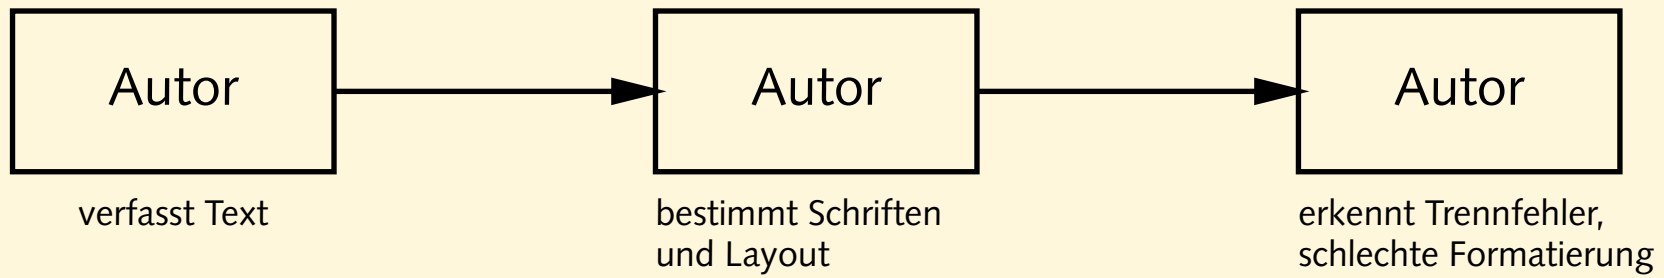 Autor
verfasst Text
Autor
bestimmt Schriften
und Layout
Autor
erkennt Trennfehler,
schlechte Formatierung